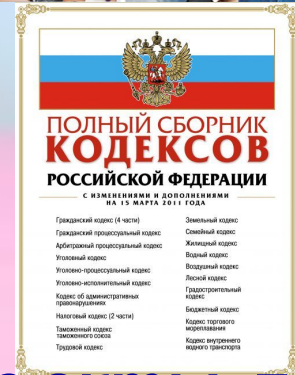 ПОЛНЫЙ СБОРНИК
КОДЕКСОВ
РОССИЙСКОЙ ФЕДЕРАЦИИ
С ИЗМЕНЕНИЯМИ И ДОПОЛНЕНИЯМИ
НА 15 МАРТА 2011 ГОДА
Гражданский кодекс (4 части)
Гражданский процессуальный кодекс
Арбитражный процессуальный кодекс
Уголовный кодекс
Уголовно-процессуальный кодекс
Уголовно-исполнительный кодекс
Кодекс об административных
правонарушениях
Налоговый кодекс (2 части)
Таможенный кодекс
таможенного союза
Трудовой кодекс
Земельный кодекс
Семейный кодекс
Жилищный кодекс
Водный кодекс
Воздушный кодекс
Лесной кодекс
Градостроительный
кодекс
Бюджетный кодекс
Кодекс торгового
мореплавания
Кодекс внутреннего
водного транспорта